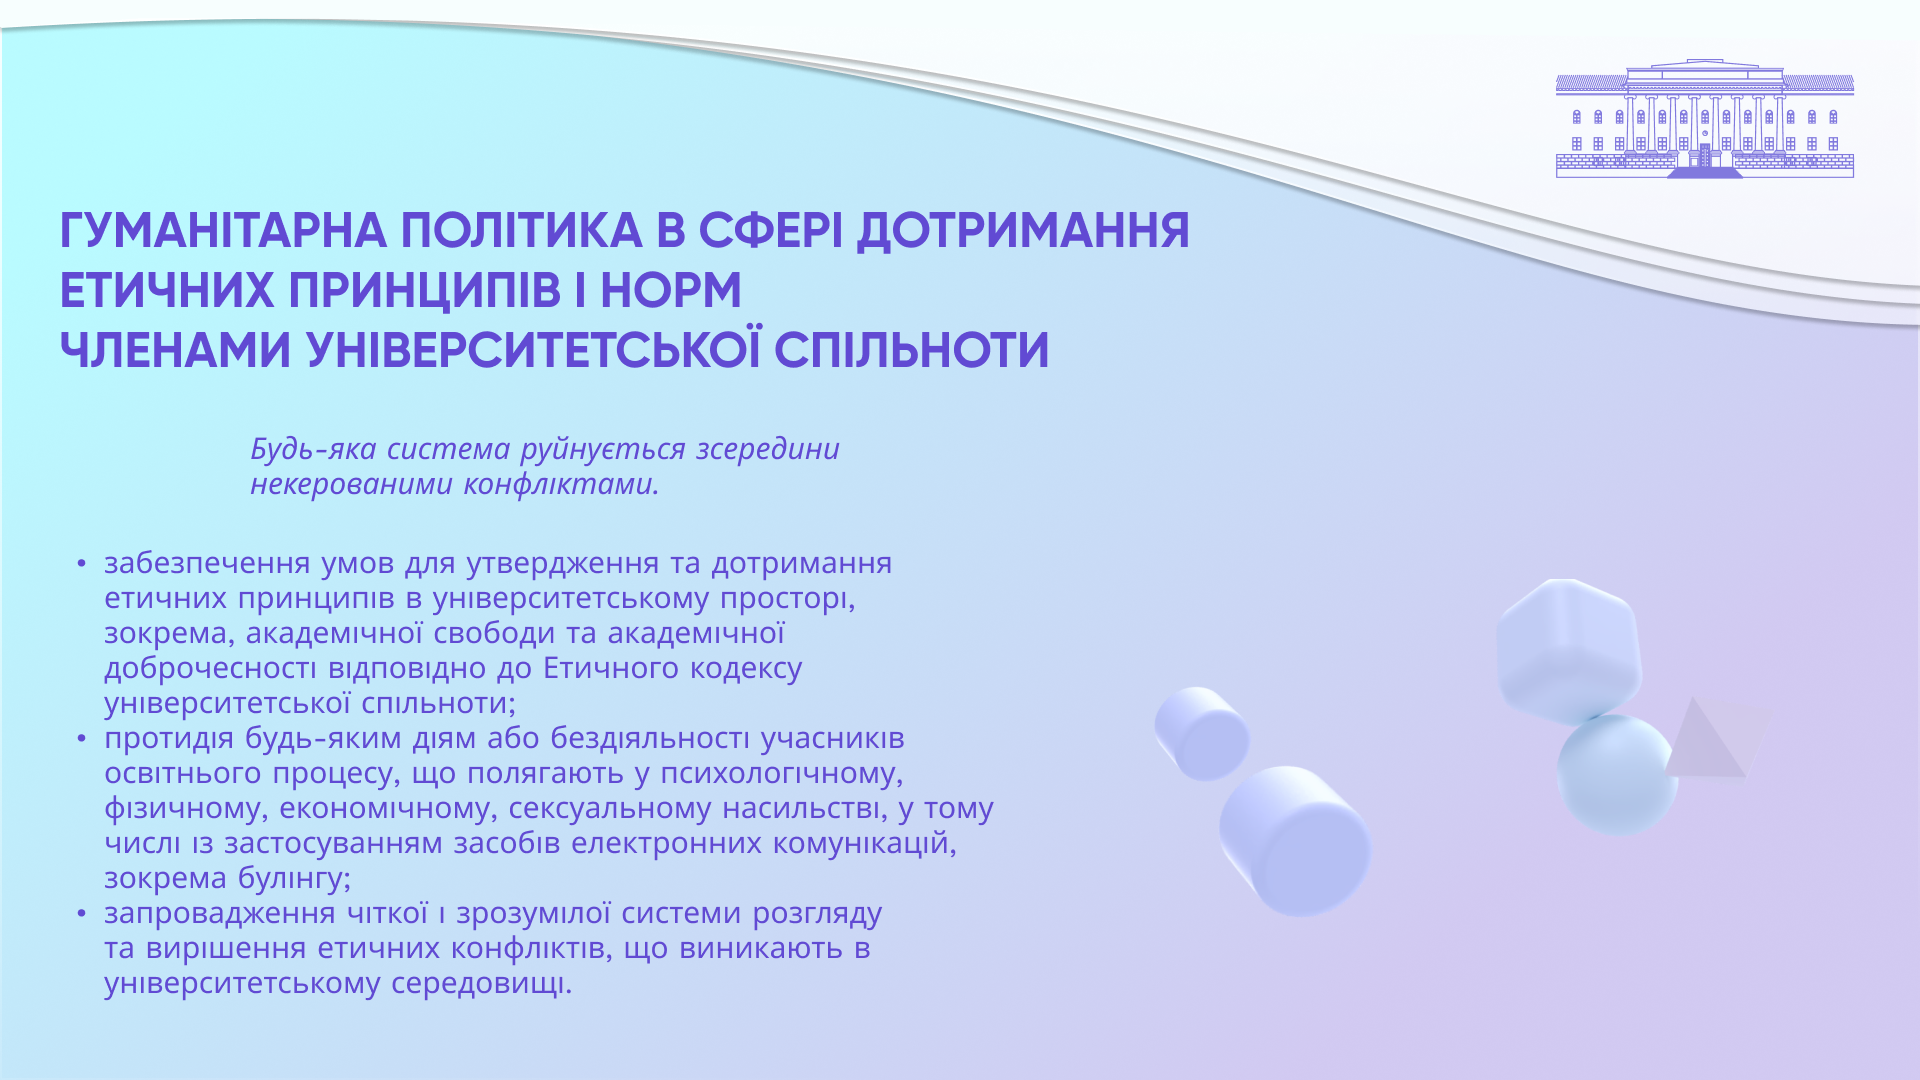 ГУМАНІТАРНА ПОЛІТИКА В СФЕРІ ДОТРИМАННЯ
ЕТИЧНИХ ПРИНЦИПІВ І НОРМ
ЧЛЕНАМИ УНІВЕРСИТЕТСЬКОЇ СПІЛЬНОТИ
Будь-яка система руйнується зсередини
некерованими конфліктами.
• забезпечення умов для утвердження та дотримання
етичних принципів в університетському просторі,
зокрема, академічної свободи та академічної
доброчесності відповідно до Етичного кодексу
університетської спільноти;
• протидія будь-яким діям або бездіяльності учасників
освітнього процесу, що полягають у психологічному,
фізичному, економічному, сексуальному насильстві, у тому
числі із застосуванням засобів електронних комунікацій,
зокрема булінгу;
• запровадження чіткої і зрозумілої системи розгляду
та вирішення етичних конфліктів, що виникають в
університетському середовищі.